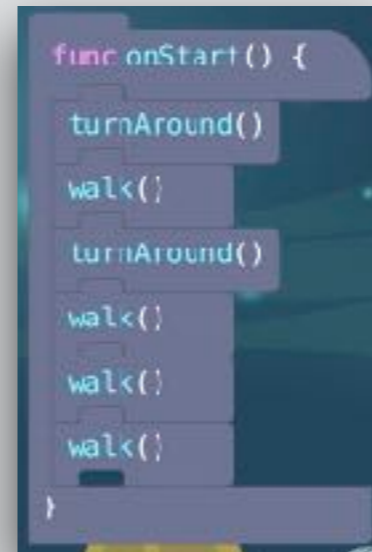 func onStart() {
turnAround()
walk()
turnAround()
walk()
walk()
walk()
}